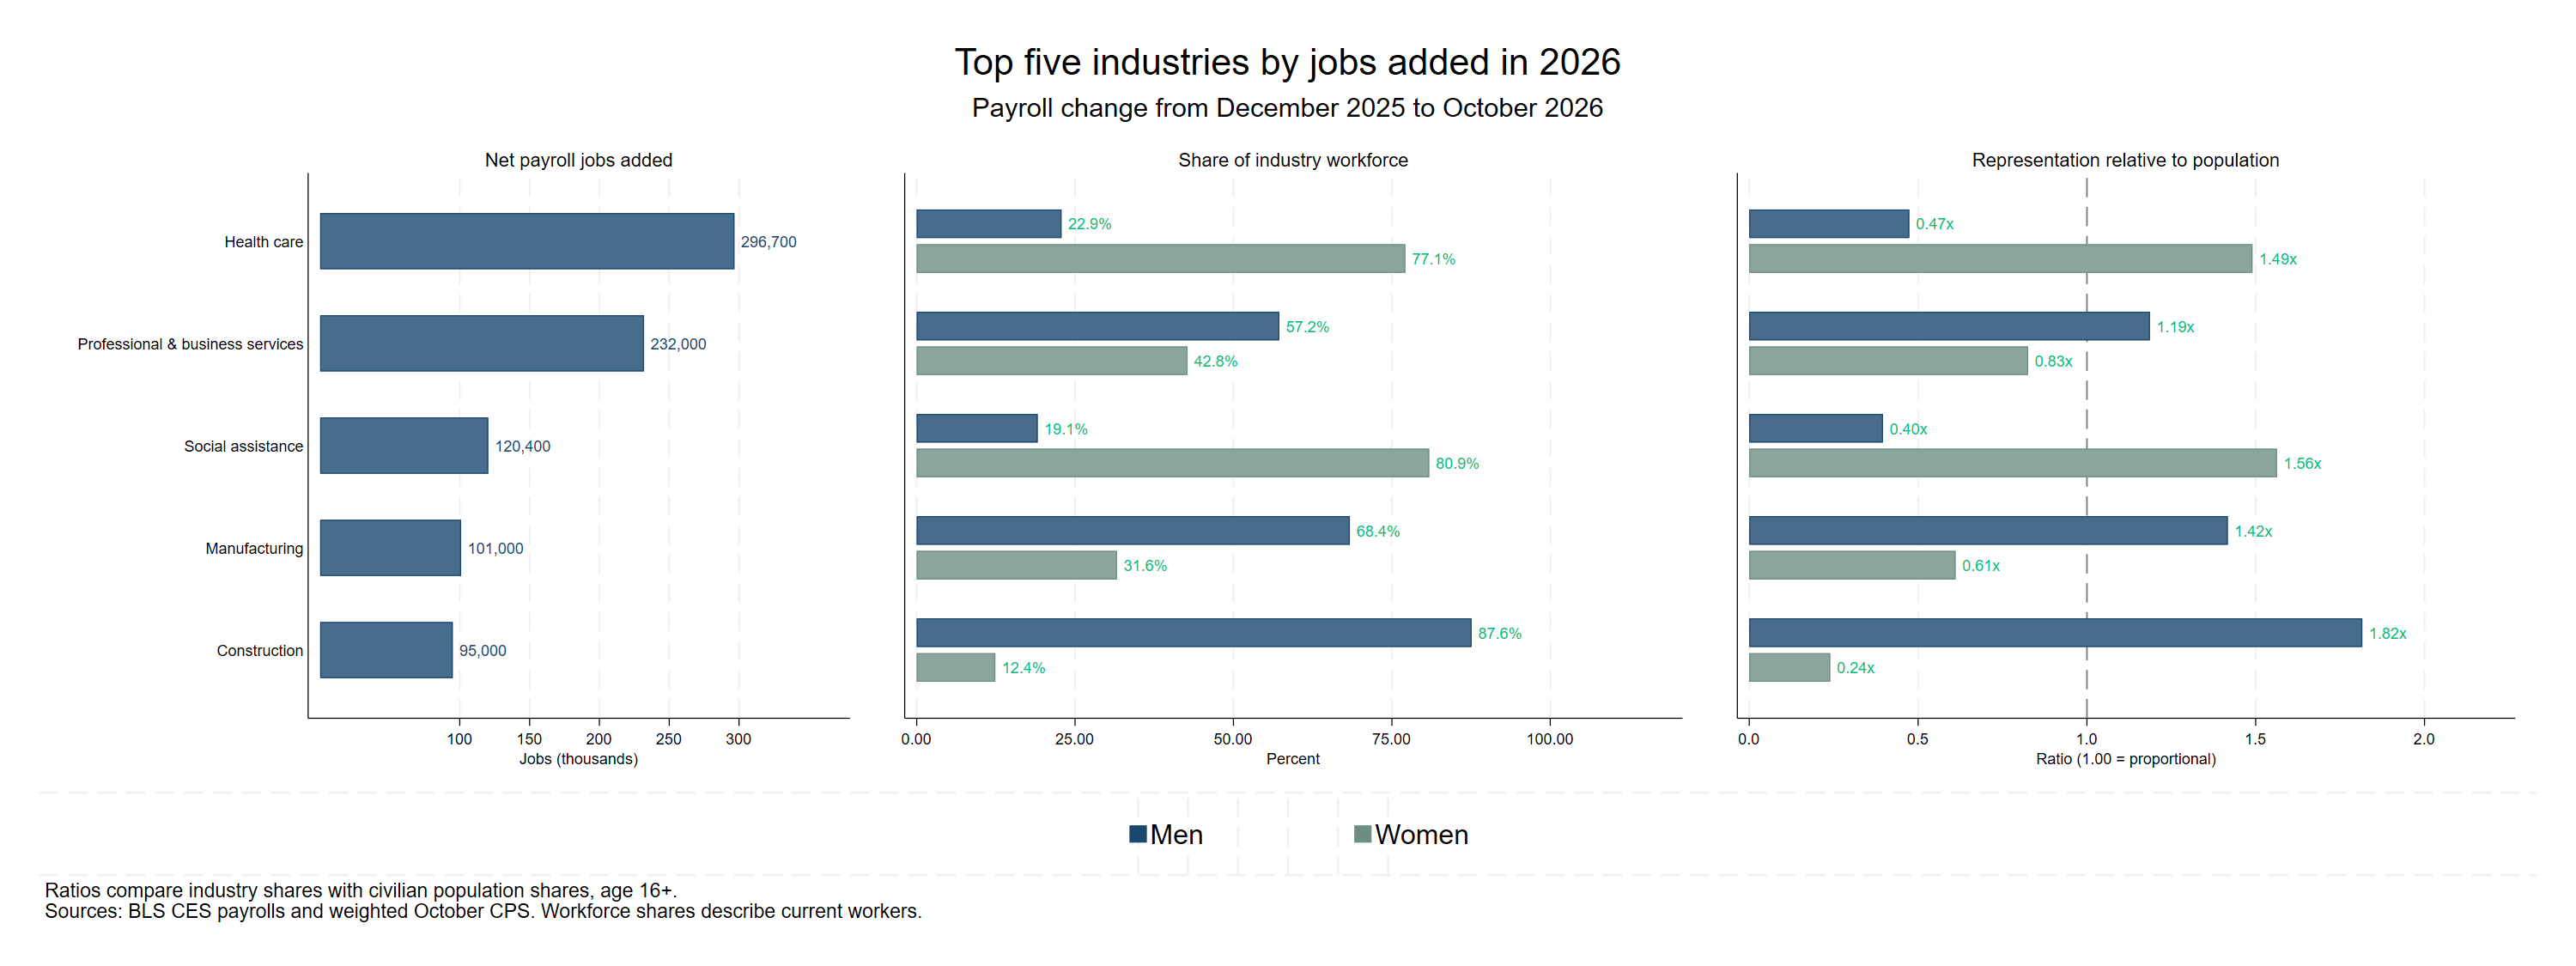 Top five industries by jobs added in 2026
Payroll change from December 2025 to October 2026
Net payroll jobs added
Health care
296,700
Professional & business services
232,000
Social assistance
120,400
Manufacturing
101,000
Construction
95,000
100 150 200 250 300
Jobs (thousands)
Share of industry workforce
22.9%
77.1%
57.2%
42.8%
19.1%
80.9%
68.4%
31.6%
87.6%
12.4%
0.00 25.00 50.00 75.00 100.00
Percent
Representation relative to population
0.47x
1.49x
1.19x
0.83x
0.40x
1.56x
1.42x
0.61x
1.82x
0.24x
0.0 0.5 1.0 1.5 2.0
Ratio (1.00 = proportional)
Men Women
Ratios compare industry shares with civilian population shares, age 16+.
Sources: BLS CES payrolls and weighted October CPS. Workforce shares describe current workers.